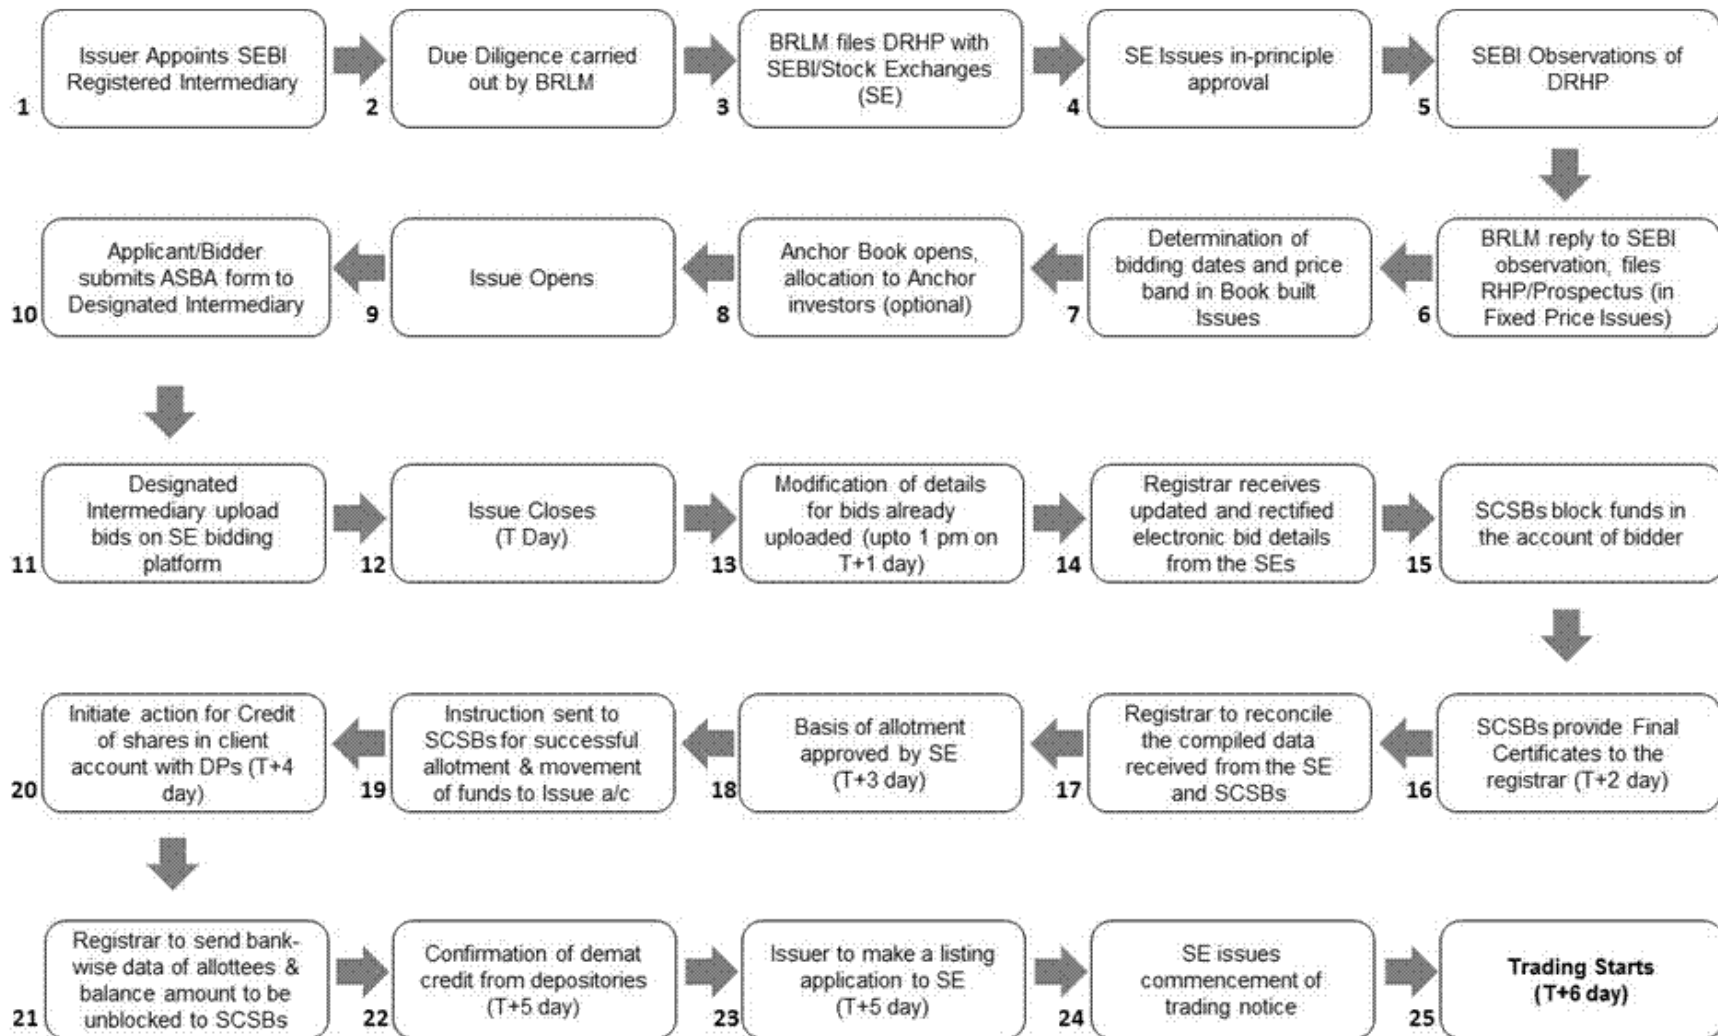 Issuer Appoints SEBI
Registered Intermediary
1
Due Diligence carried
out by BRLM
2
BRLM files DRHP with
SEBI/Stock Exchanges
(SE)
3
SE Issues in-principle
approval
4
SEBI Observations of
DRHP
5
BRLM reply to SEBI
observation, files
RHP/Prospectus (in
Fixed Price Issues)
6
Determination of
bidding dates and price
band in Book built
Issues
7
Anchor Book opens,
allocation to Anchor
investors (optional)
8
Issue Opens
9
Applicant/Bidder
submits ASBA form to
Designated Intermediary
10
Designated
Intermediary upload
bids on SE bidding
platform
11
Issue Closes
(T Day)
12
Modification of details
for bids already
uploaded (upto 1 pm on
T+1 day)
13
Registrar receives
updated and rectified
electronic bid details
from the SEs
14
SCSBs block funds in
the account of bidder
15
SCSBs provide Final
Certificates to the
registrar (T+2 day)
16
Registrar to reconcile
the compiled data
received from the SE
and SCSBs
17
Basis of allotment
approved by SE
(T+3 day)
18
Instruction sent to
SCSBs for successful
allotment & movement
of funds to Issue a/c
19
Initiate action for Credit
of shares in client
account with DPs (T+4
day)
20
Registrar to send bank-
wise data of allottees &
balance amount to be
unblocked to SCSBs
21
Confirmation of demat
credit from depositories
(T+5 day)
22
Issuer to make a listing
application to SE
(T+5 day)
23
SE issues
commencement of
trading notice
24
Trading Starts
(T+6 day)
25